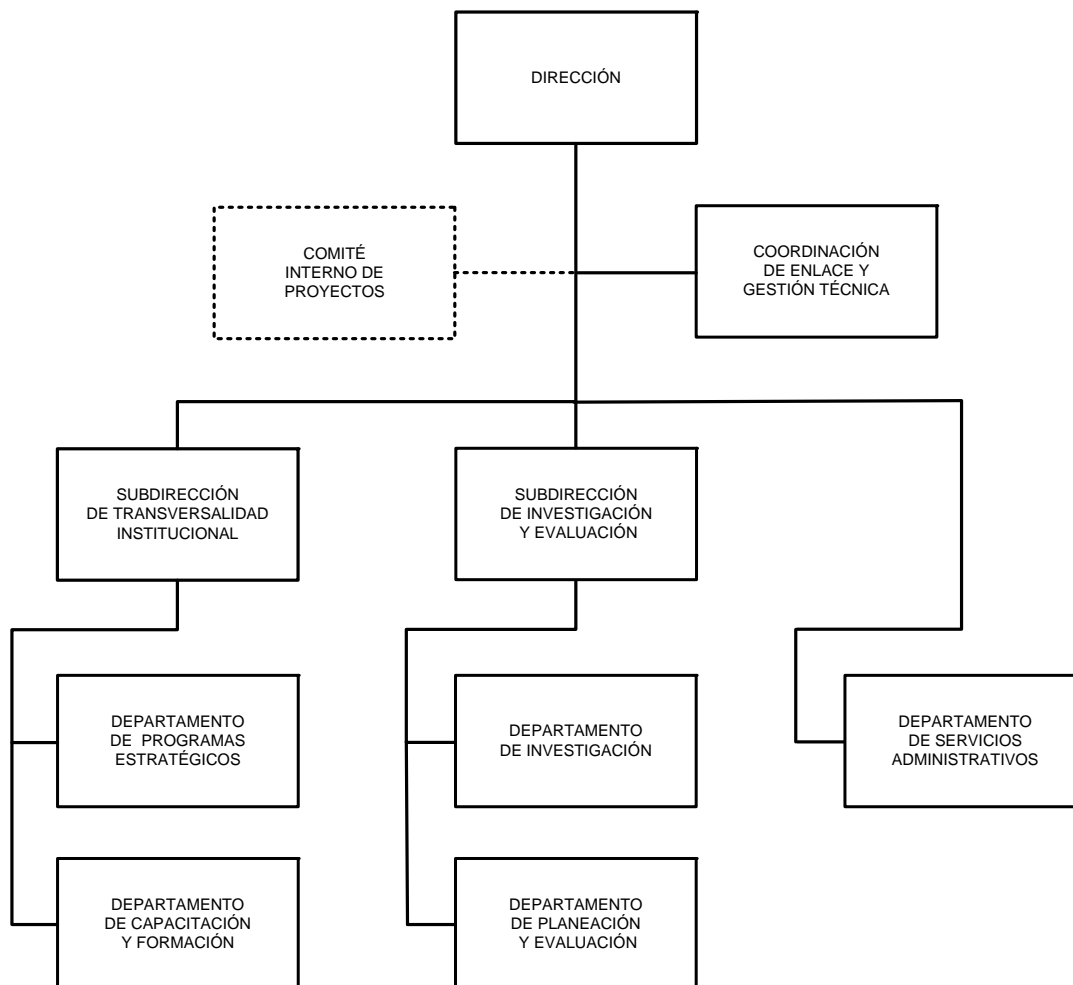 DIRECCIÓN
COMITÉ
INTERNO DE
PROYECTOS
COORDINACIÓN
DE ENLACE Y
GESTIÓN TÉCNICA
SUBDIRECCIÓN
DE TRANSVERSALIDAD
INSTITUCIONAL
SUBDIRECCIÓN
DE INVESTIGACIÓN
Y EVALUACIÓN
DEPARTAMENTO
DE PROGRAMAS
ESTRATÉGICOS
DEPARTAMENTO
DE INVESTIGACIÓN
DEPARTAMENTO
DE SERVICIOS
ADMINISTRATIVOS
DEPARTAMENTO
DE CAPACITACIÓN
Y FORMACIÓN
DEPARTAMENTO
DE PLANEACIÓN
Y EVALUACIÓN